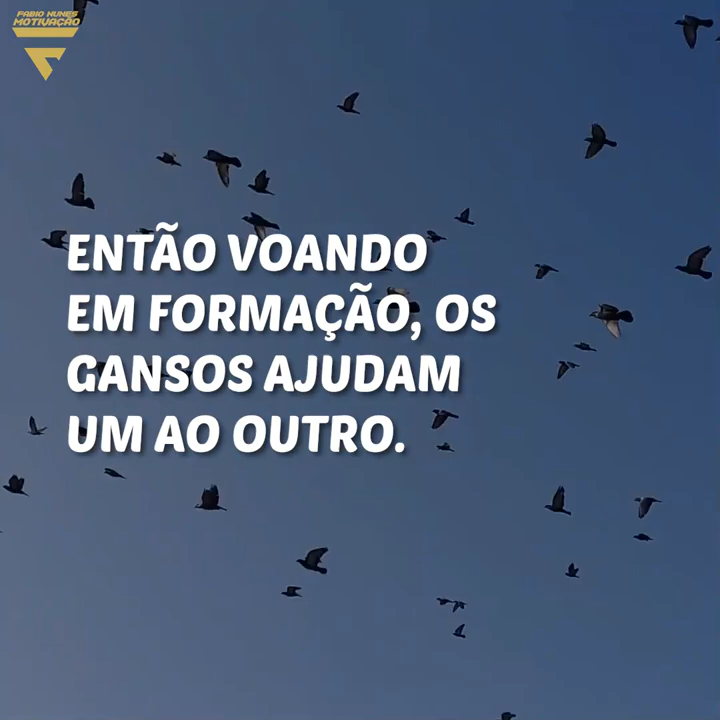 FABIO NUNES
MOTIVAÇÃO
ENTÃO VOANDO
EM FORMAÇÃO, OS
GANSOS AJUDAM
UM AO OUTRO.